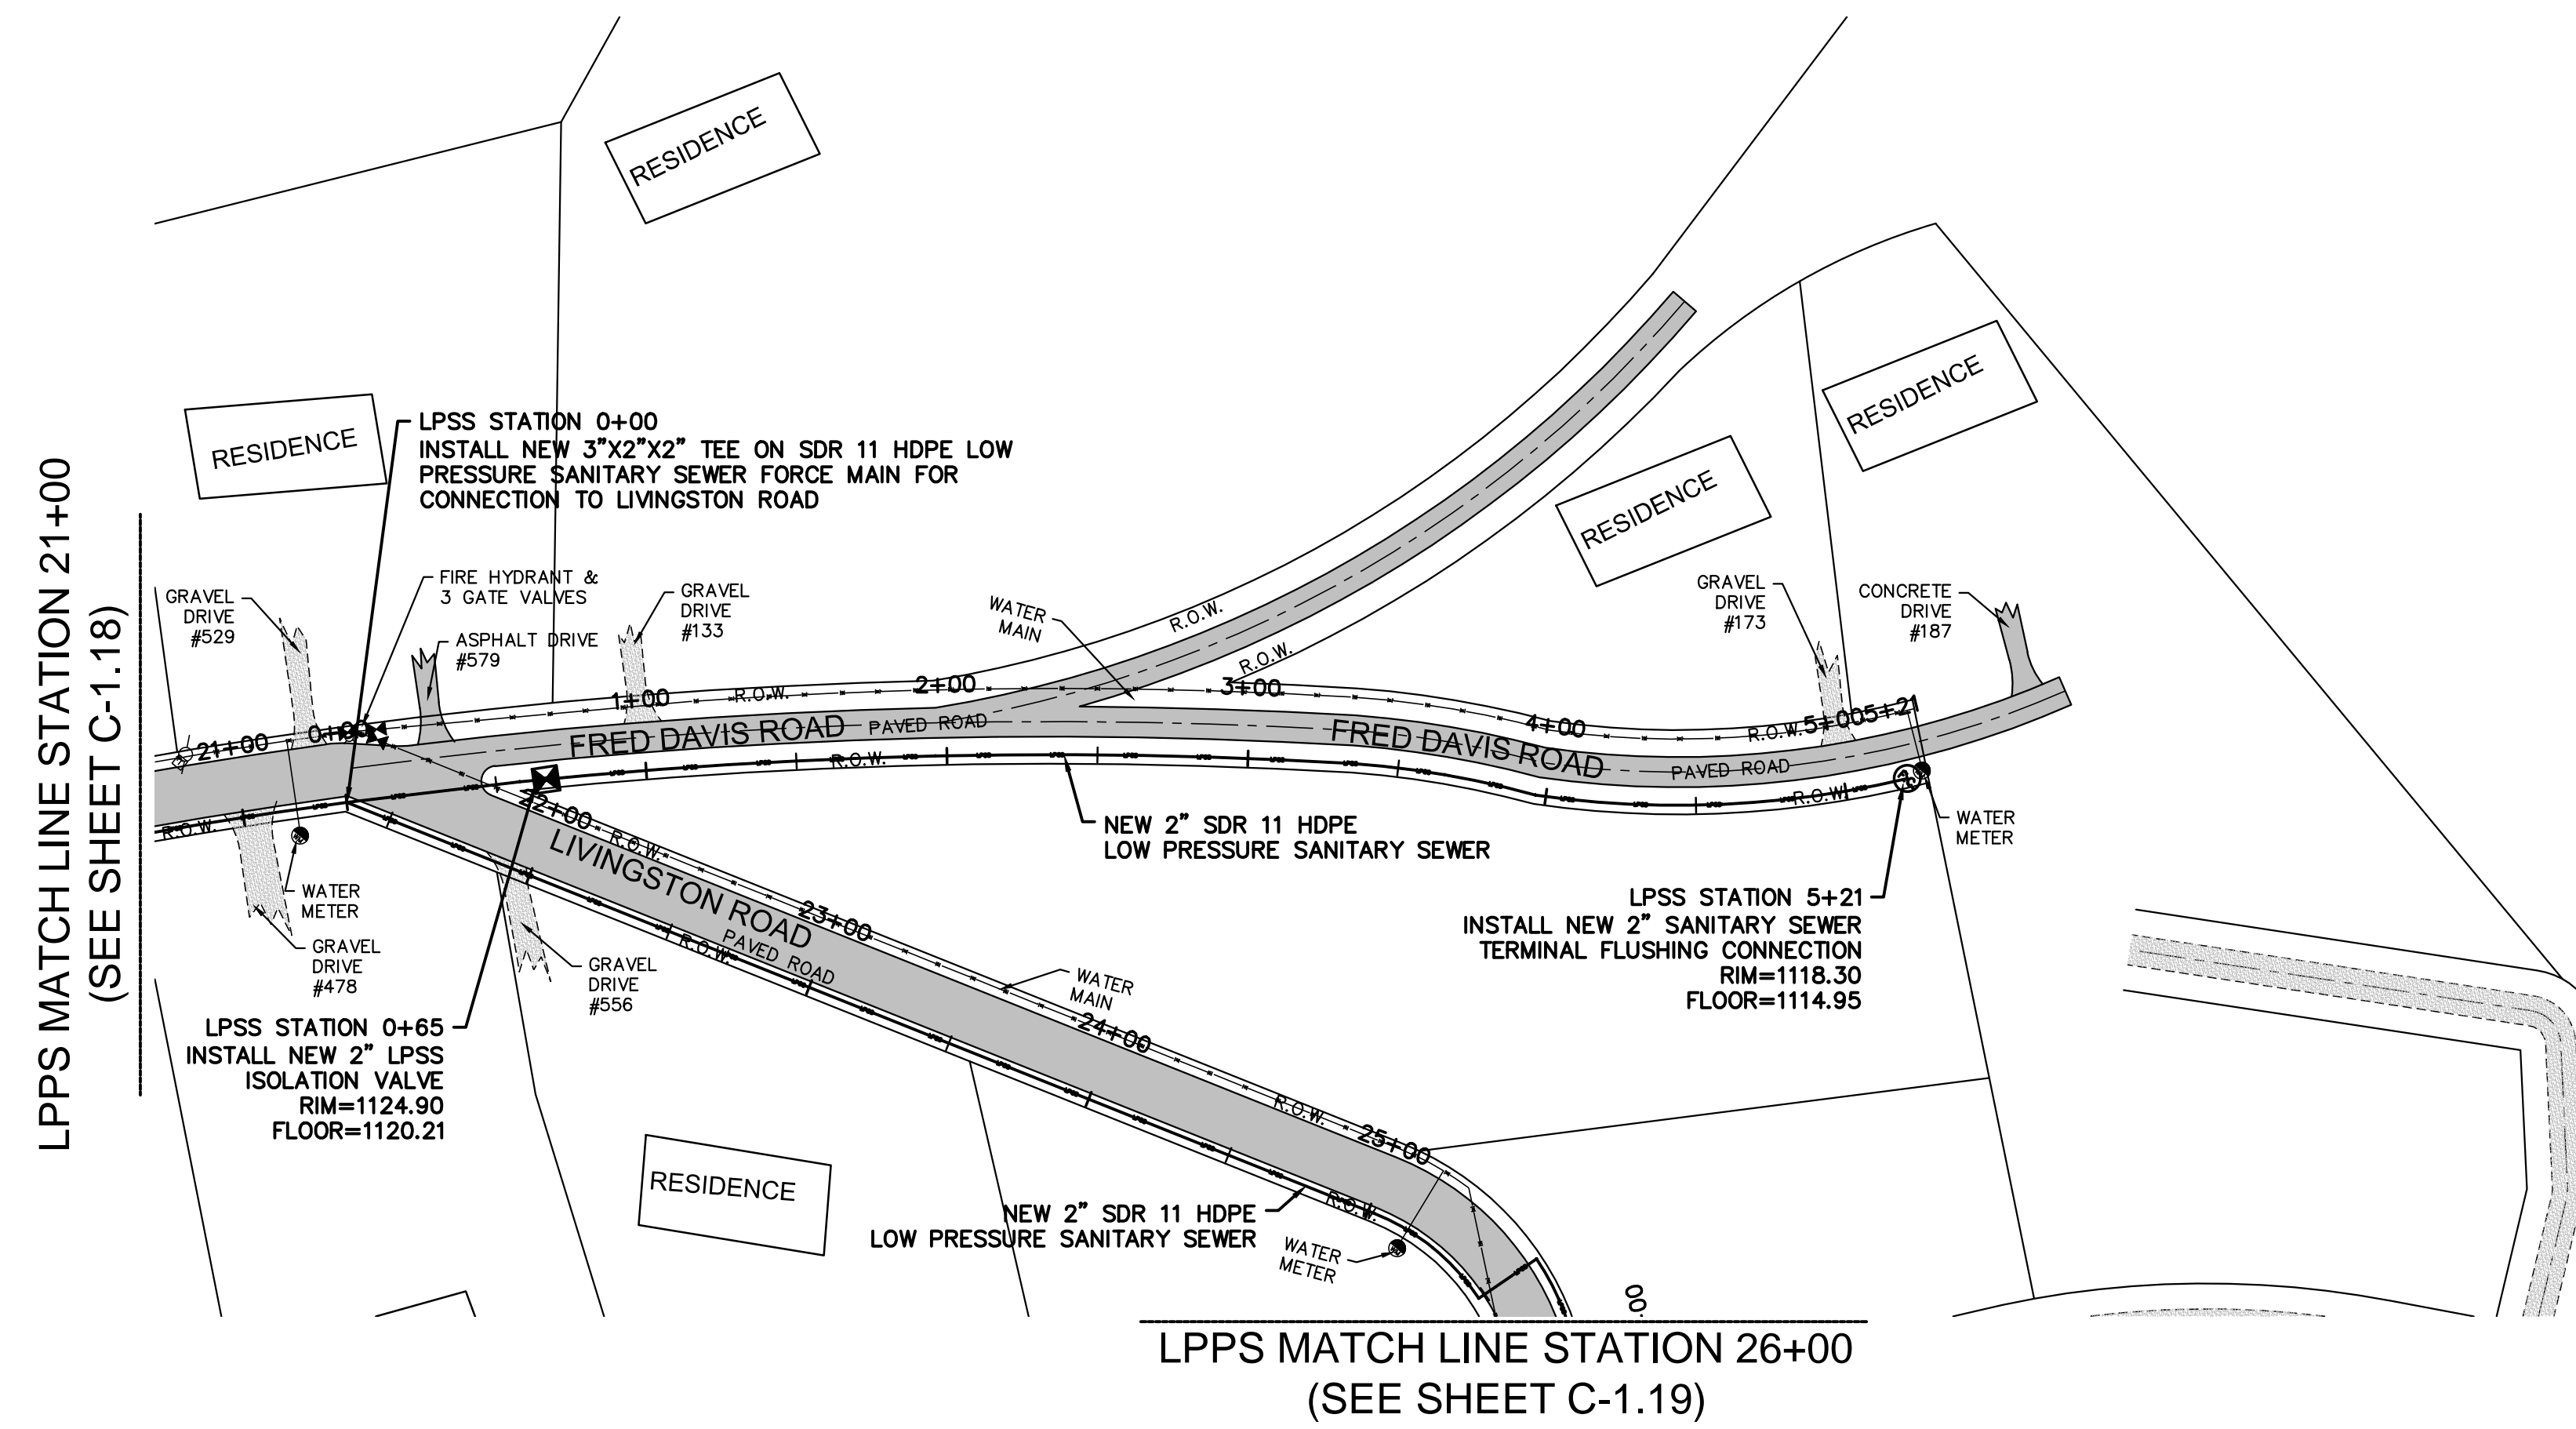 RESIDENCE
RESIDENCE
RESIDENCE
RESIDENCE
LPSS STATION 0+00
INSTALL NEW 3"X2"X2" TEE ON SDR 11 HDPE LOW
PRESSURE SANITARY SEWER FORCE MAIN FOR
CONNECTION TO LIVINGSTON ROAD
LPPS MATCH LINE STATION 21+00
(SEE SHEET C-1.18)
GRAVEL
DRIVE
#529
FIRE HYDRANT &
3 GATE VALVES
ASPHALT DRIVE
#579
GRAVEL
DRIVE
#133
WATER
MAIN
R.O.W.
R.O.W.
GRAVEL
DRIVE
#173
CONCRETE
DRIVE
#187
21+00
0+00
1+00
R.O.W.
2+00
3+00
4+00
R.O.W.
5+00
5+21
FRED DAVIS ROAD
PAVED ROAD
FRED DAVIS ROAD
PAVED ROAD
R.O.W.
R.O.W.
R.O.W.
22+00
R.O.W.
LIVINGSTON ROAD
PAVED ROAD
R.O.W.
23+00
NEW 2" SDR 11 HDPE
LOW PRESSURE SANITARY SEWER
WATER
METER
WATER
METER
GRAVEL
DRIVE
#478
GRAVEL
DRIVE
#556
WATER
MAIN
24+00
LPSS STATION 5+21
INSTALL NEW 2" SANITARY SEWER
TERMINAL FLUSHING CONNECTION
RIM=1118.30
FLOOR=1114.95
LPSS STATION 0+65
INSTALL NEW 2" LPSS
ISOLATION VALVE
RIM=1124.90
FLOOR=1120.21
R.O.W.
25+00
RESIDENCE
NEW 2" SDR 11 HDPE
LOW PRESSURE SANITARY SEWER
R.O.W.
WATER
METER
00
LPPS MATCH LINE STATION 26+00
(SEE SHEET C-1.19)